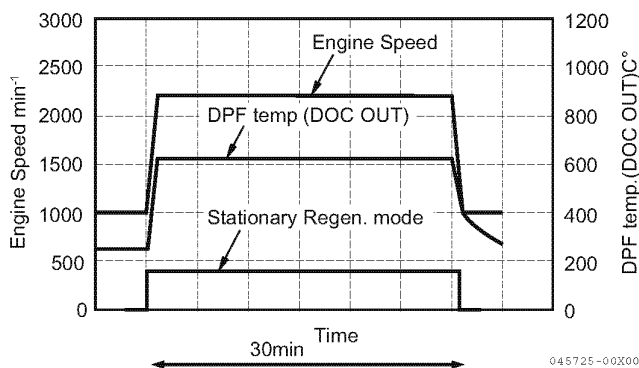 3000
2500
2000
1500
1000
500
0
Engine Speed min-1
1200
1000
800
600
400
200
0
DPF temp.(DOC OUT)C°
Engine Speed
DPF temp (DOC OUT)
Stationary Regen. mode
Time
30min
045725-00X00